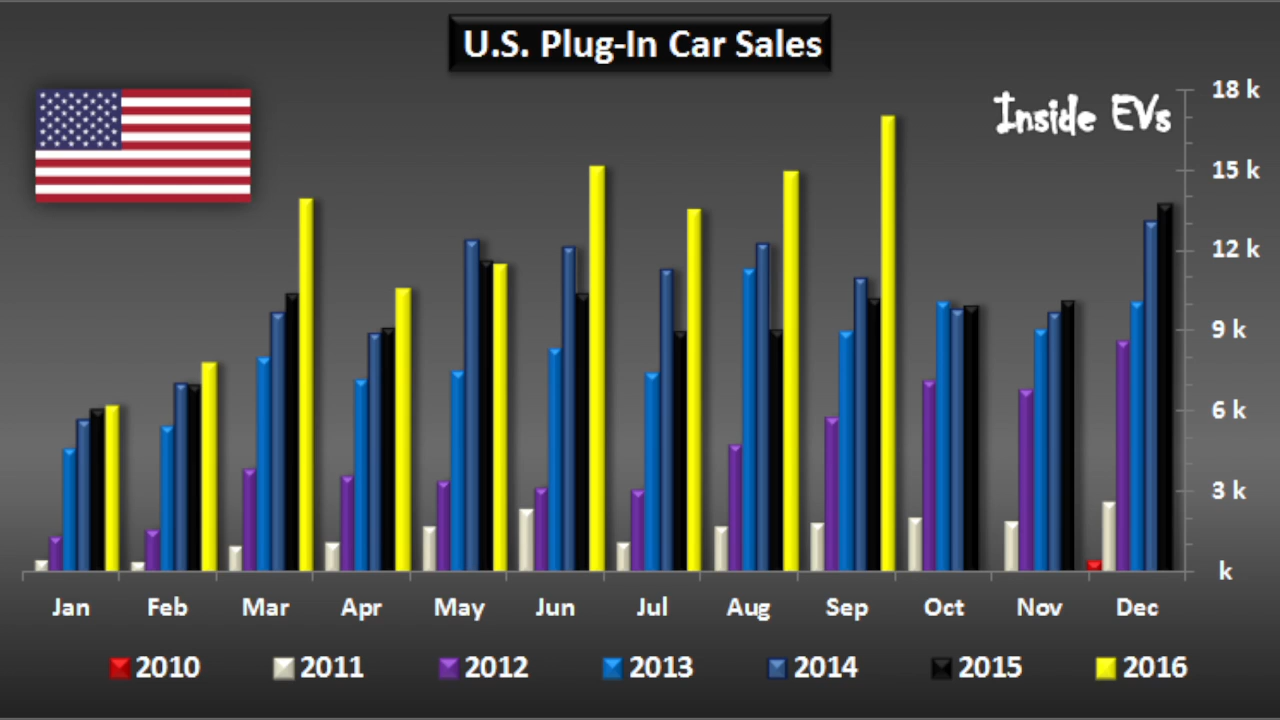 U.S. Plug-In Car Sales
Inside EVs
18 k
15 k
12 k
9 k
6 k
3 k
k
Jan Feb Mar Apr May Jun Jul Aug Sep Oct Nov Dec
2010 2011 2012 2013 2014 2015 2016